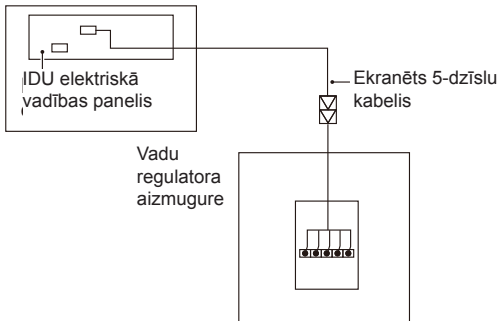 IDU elektriskā
vadības panelis
Ekranēts 5-dzīslu
kabelis
Vadu
regulatora
aizmugure